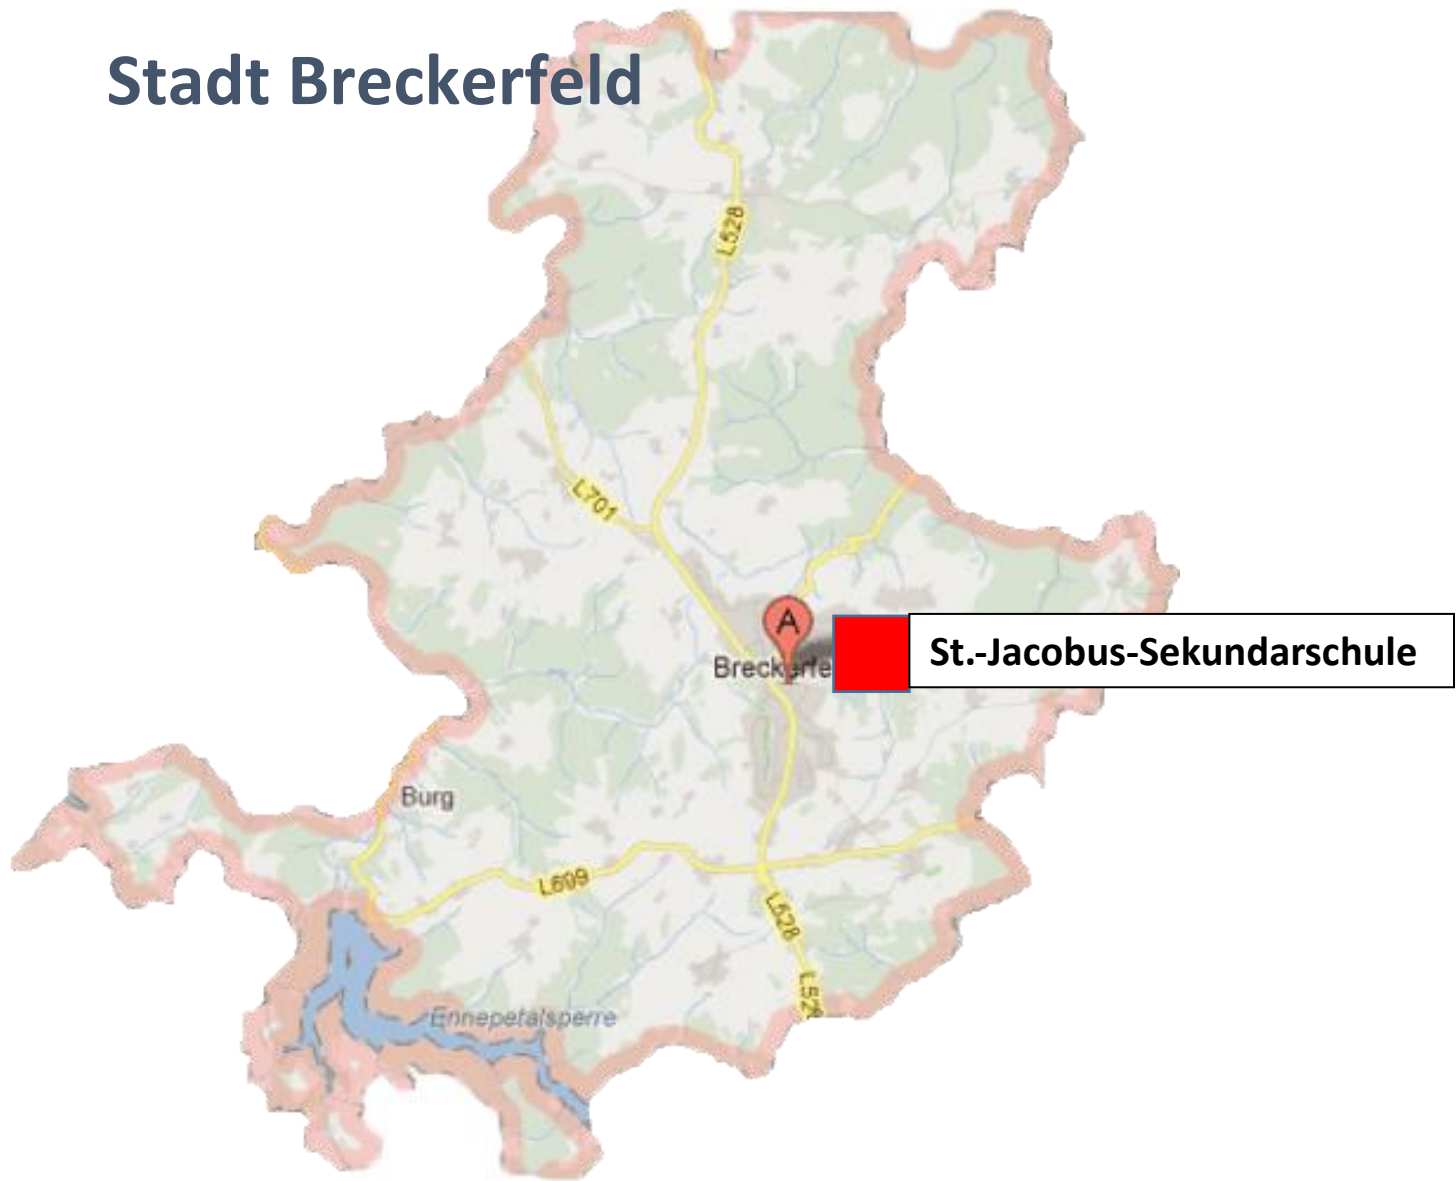 Stadt Breckerfeld
L528
L701
A
St.-Jacobus-Sekundarschule
Burg
L699
L528
Ennepetalsperre